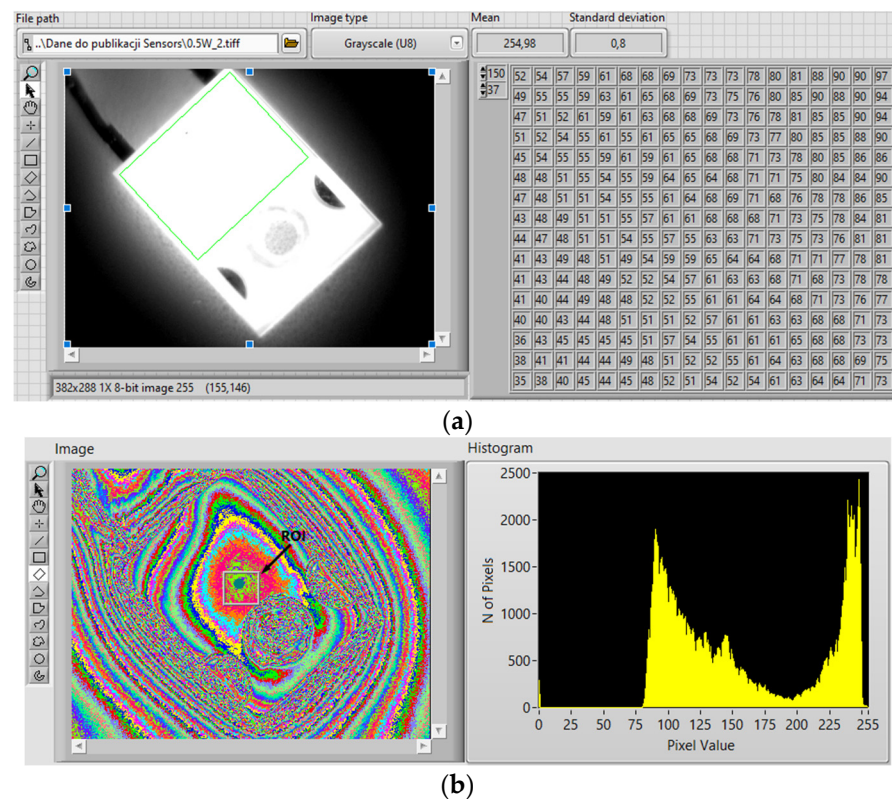 File path Image type Mean Standard deviation
..\Dane do publikacji Sensors\0.5W_2.tiff Grayscale (U8) 254,98 0,8
150 52 54 57 59 61 68 68 69 73 73 73 78 80 81 88 90 90 97
37 49 55 55 59 63 61 65 68 69 73 75 76 80 85 90 88 90 94
47 51 52 61 59 61 63 68 68 69 73 76 80 81 85 85 90 94
51 52 54 55 61 55 61 65 65 68 69 73 77 80 85 85 88 90
45 54 55 55 59 61 59 61 65 68 68 71 73 78 80 85 86 86
48 48 51 55 54 55 59 64 65 64 68 71 71 75 80 84 84 90
47 48 51 51 54 55 55 61 64 68 69 71 68 76 78 78 86 85
43 48 49 51 51 55 57 61 61 68 68 68 71 73 75 78 84 81
44 47 48 51 51 54 55 57 55 63 63 71 73 75 73 76 81 81
41 43 49 48 51 49 54 59 59 65 64 64 68 71 71 77 78 81
41 43 44 48 49 52 52 54 57 61 63 63 68 71 68 73 78 78
41 40 44 49 48 48 52 52 55 61 61 64 64 68 71 73 76 77
40 40 43 44 48 51 51 51 52 57 61 61 63 63 68 68 71 73
36 43 45 45 45 45 51 57 54 55 61 61 61 65 68 68 73 73
38 41 41 44 44 49 48 51 52 52 55 61 64 63 68 68 69 75
35 38 40 45 44 45 48 52 51 54 52 54 61 63 64 64 71 73
382x288 1X 8-bit image 255 (155,146)
(a)
Image Histogram
ROI
N of Pixels
2500
2000
1500
1000
500
0
0 25 50 75 100 125 150 175 200 225 255
Pixel Value
(b)